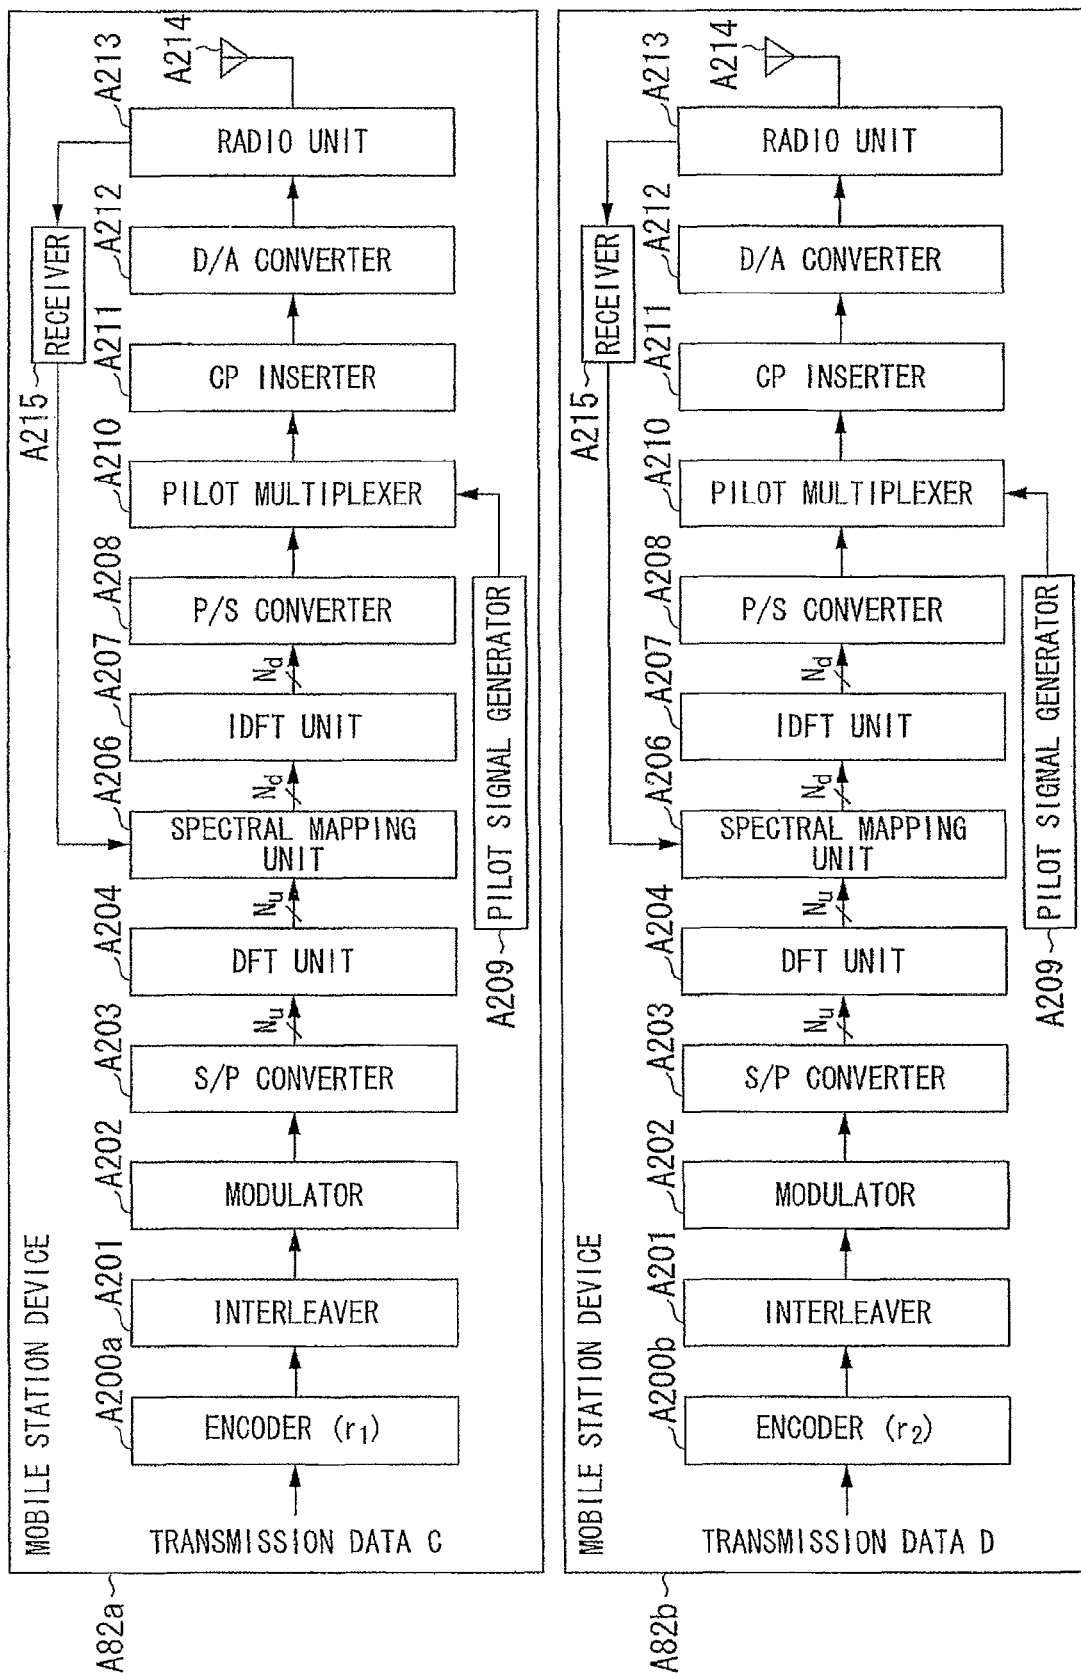 MOBILE STATION DEVICE
A82a
TRANSMISSION DATA C
A200a
ENCODER (r1)
A201
INTERLEAVER
A202
MODULATOR
A203
S/P CONVERTER
Nu
A204
DFT UNIT
Nu
A206
SPECTRAL MAPPING
UNIT
Nd
A207
IDFT UNIT
Nd
A208
P/S CONVERTER
A209
PILOT SIGNAL GENERATOR
A210
PILOT MULTIPLEXER
A211
CP INSERTER
A212
D/A CONVERTER
A213
RADIO UNIT
A214
A215
RECEIVER
MOBILE STATION DEVICE
A82b
TRANSMISSION DATA D
A200b
ENCODER (r2)
A201
INTERLEAVER
A202
MODULATOR
A203
S/P CONVERTER
Nu
A204
DFT UNIT
Nu
A206
SPECTRAL MAPPING
UNIT
Nd
A207
IDFT UNIT
Nd
A208
P/S CONVERTER
A209
PILOT SIGNAL GENERATOR
A210
PILOT MULTIPLEXER
A211
CP INSERTER
A212
D/A CONVERTER
A213
RADIO UNIT
A214
A215
RECEIVER